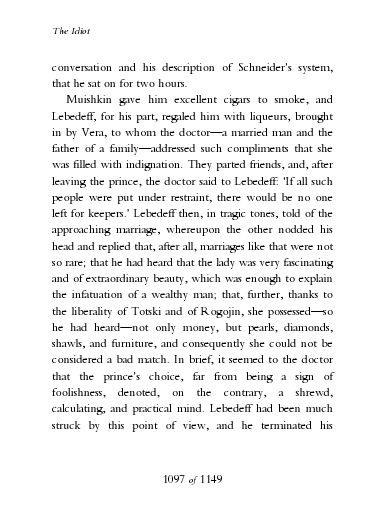 The Idiot
conversation and his description of Schneider's system,
that he sat on for two hours.
Muishkin gave him excellent cigars to smoke, and
Lebedeff, for his part, regaled him with liqueurs, brought
in by Vera, to whom the doctor—a married man and the
father of a family—addressed such compliments that she
was filled with indignation. They parted friends, and, after
leaving the prince, the doctor said to Lebedeff: 'If all such
people were put under restraint, there would be no one
left for keepers.' Lebedeff then, in tragic tones, told of the
approaching marriage, whereupon the other nodded his
head and replied that, after all, marriages like that were not
so rare; that he had heard that the lady was very fascinating
and of extraordinary beauty, which was enough to explain
the infatuation of a wealthy man; that, further, thanks to
the liberality of Totski and of Rogojin, she possessed—so
he had heard—not only money, but pearls, diamonds,
shawls, and furniture, and consequently she could not be
considered a bad match. In brief, it seemed to the doctor
that the prince's choice, far from being a sign of
foolishness, denoted, on the contrary, a shrewd,
calculating, and practical mind. Lebedeff had been much
struck by this point of view, and he terminated his
1097 of 1149